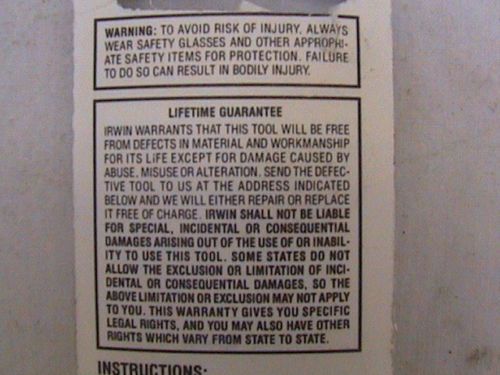 WARNING: TO AVOID RISK OF INJURY, ALWAYS
WEAR SAFETY GLASSES AND OTHER APPROPRI-
ATE SAFETY ITEMS FOR PROTECTION. FAILURE
TO DO SO CAN RESULT IN BODILY INJURY.
LIFETIME GUARANTEE
IRWIN WARRANTS THAT THIS TOOL WILL BE FREE
FROM DEFECTS IN MATERIAL AND WORKMANSHIP
FOR ITS LIFE EXCEPT FOR DAMAGE CAUSED BY
ABUSE, MISUSE OR ALTERATION. SEND THE DEFEC-
TIVE TOOL TO US AT THE ADDRESS INDICATED
BELOW AND WE WILL EITHER REPAIR OR REPLACE
IT FREE OF CHARGE. IRWIN SHALL NOT BE LIABLE
FOR SPECIAL, INCIDENTAL OR CONSEQUENTIAL
DAMAGES ARISING OUT OF THE USE OF OR INABIL-
ITY TO USE THIS TOOL. SOME STATES DO NOT
ALLOW THE EXCLUSION OR LIMITATION OF INCI-
DENTAL OR CONSEQUENTIAL DAMAGES, SO THE
ABOVE LIMITATION OR EXCLUSION MAY NOT APPLY
TO YOU. THIS WARRANTY GIVES YOU SPECIFIC
LEGAL RIGHTS, AND YOU MAY ALSO HAVE OTHER
RIGHTS WHICH VARY FROM STATE TO STATE.
INSTRUCTIONS: